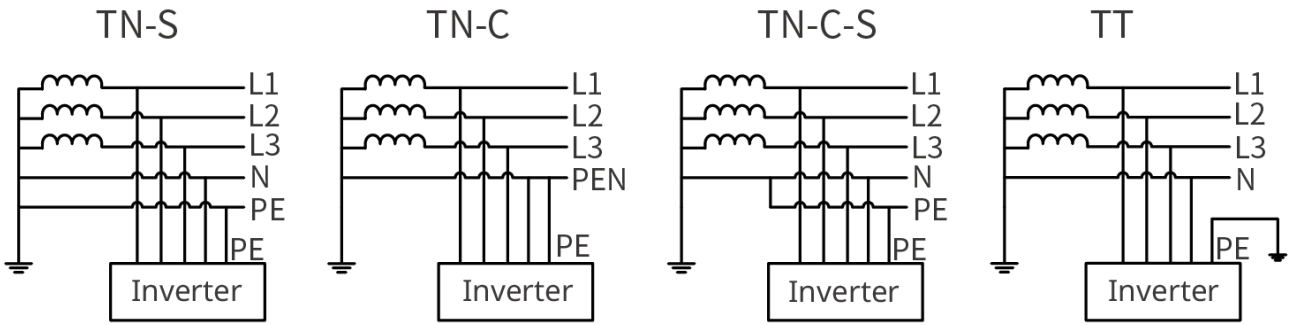 TN-S
TN-C
TN-C-S
TT
L1
L2
L3
N
PE
PE
Inverter
L1
L2
L3
PEN
PE
Inverter
L1
L2
L3
N
PE
PE
Inverter
L1
L2
L3
N
PE
Inverter